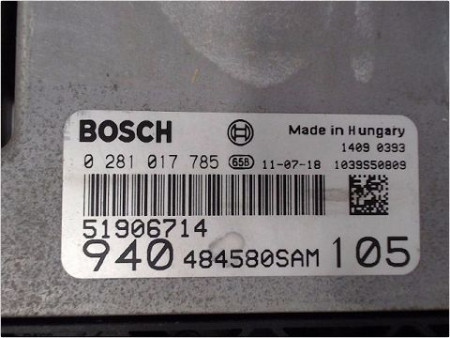 BOSCH Made in Hungary
1409 0393
0 281 017 785 658 11-07-18 1039S50809
51906714
940 484580SAM 105